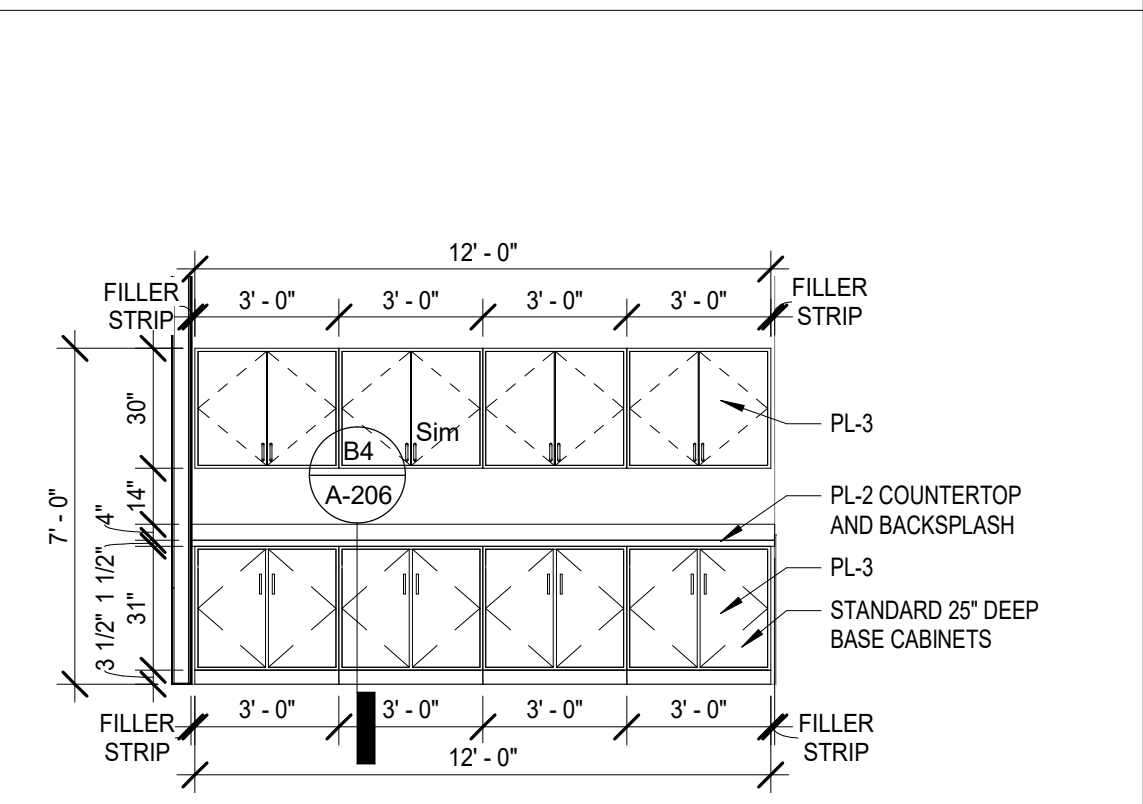 12' - 0"
FILLER
STRIP
3' - 0"
3' - 0"
3' - 0"
3' - 0"
FILLER
STRIP
7' - 0"
30"
14"
4"
1 1/2"
31"
3 1/2"
Sim
B4
A-206
PL-3
PL-2 COUNTERTOP
AND BACKSPLASH
PL-3
STANDARD 25" DEEP
BASE CABINETS
FILLER
STRIP
3' - 0"
3' - 0"
3' - 0"
3' - 0"
FILLER
STRIP
12' - 0"